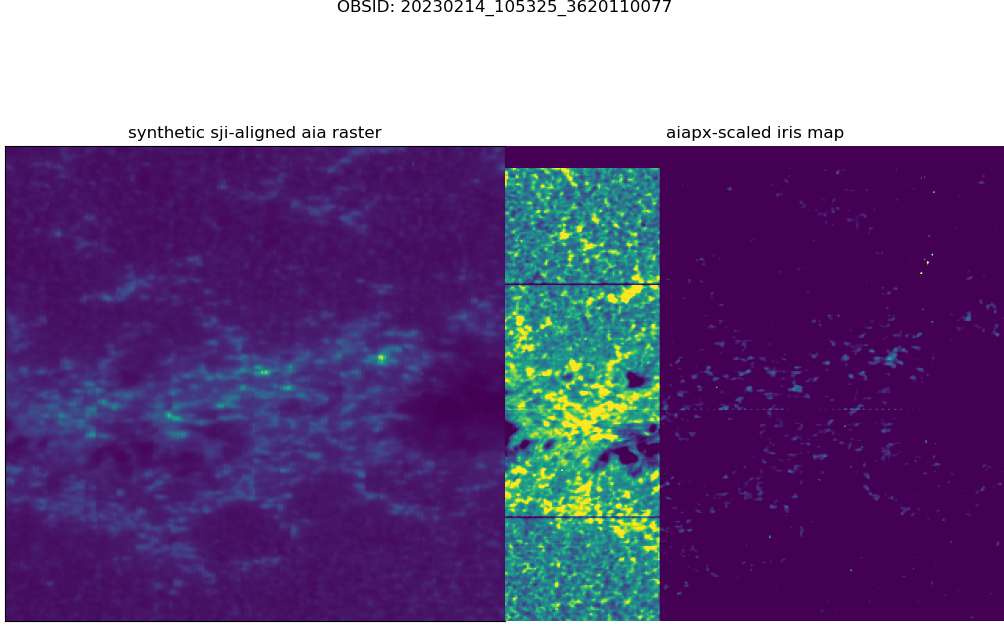 OBSID: 20230214_105325_3620110077
synthetic sji-aligned aia raster
aiapx-scaled iris map